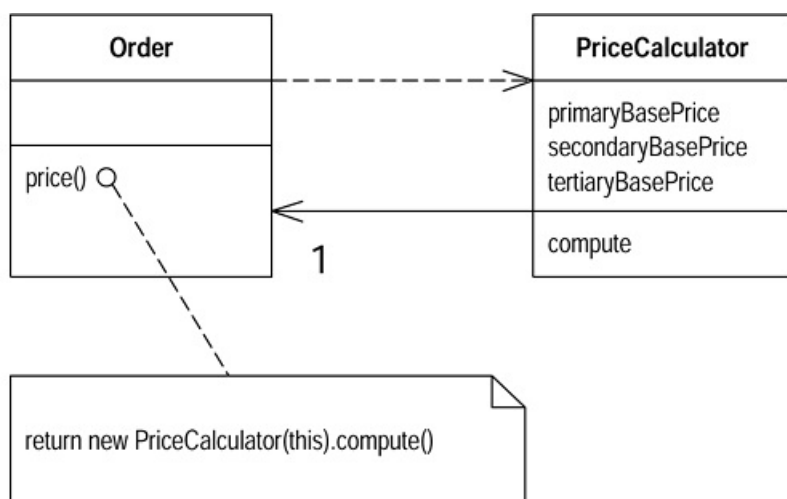 Order
price()
PriceCalculator
primaryBasePrice
secondaryBasePrice
tertiaryBasePrice
compute
1
return new PriceCalculator(this).compute()